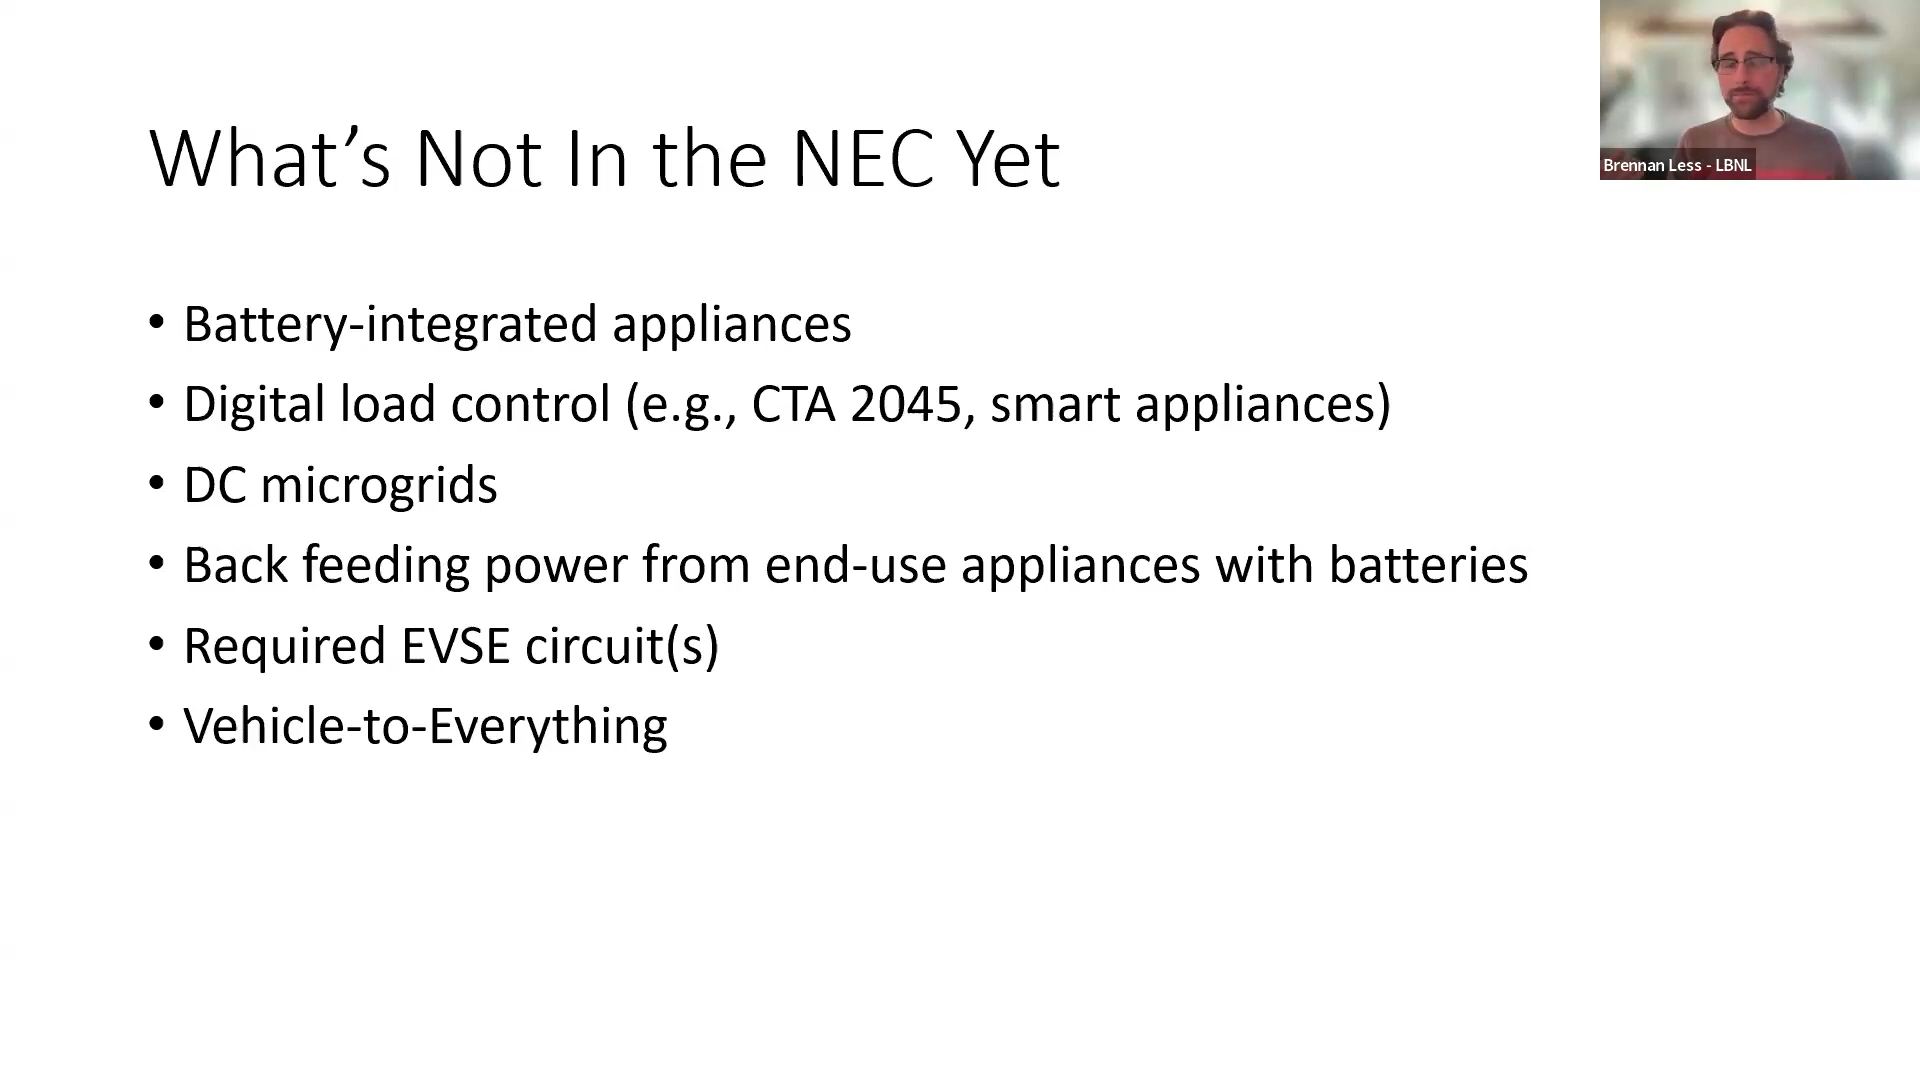 What’s Not In the NEC Yet
• Battery-integrated appliances
• Digital load control (e.g., CTA 2045, smart appliances)
• DC microgrids
• Back feeding power from end-use appliances with batteries
• Required EVSE circuit(s)
• Vehicle-to-Everything
Brennan Less - LBNL